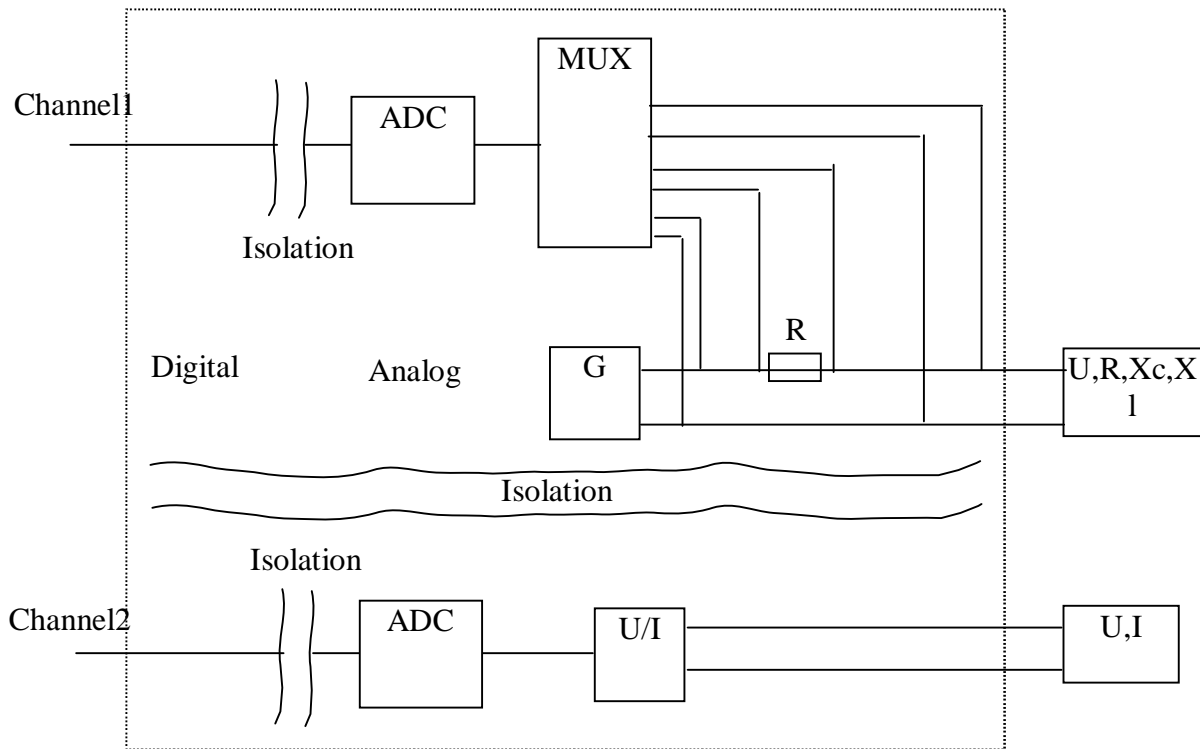 MUX
Channel1
ADC
Isolation
R
Digital
Analog
G
U,R,Xc,X
l
Isolation
Isolation
Channel2
ADC
U/I
U,I